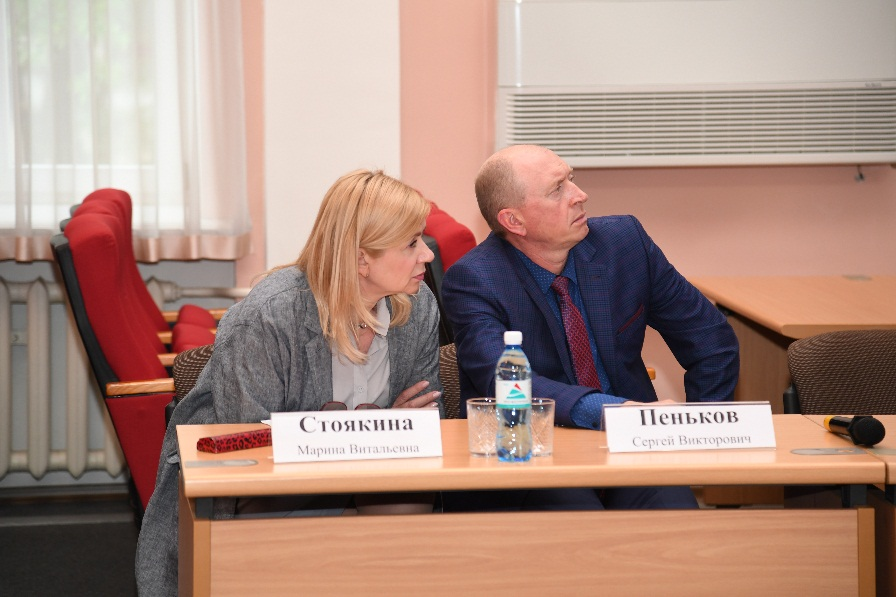 Стоякина
Марина Витальевна
Пеньков
Сергей Викторович